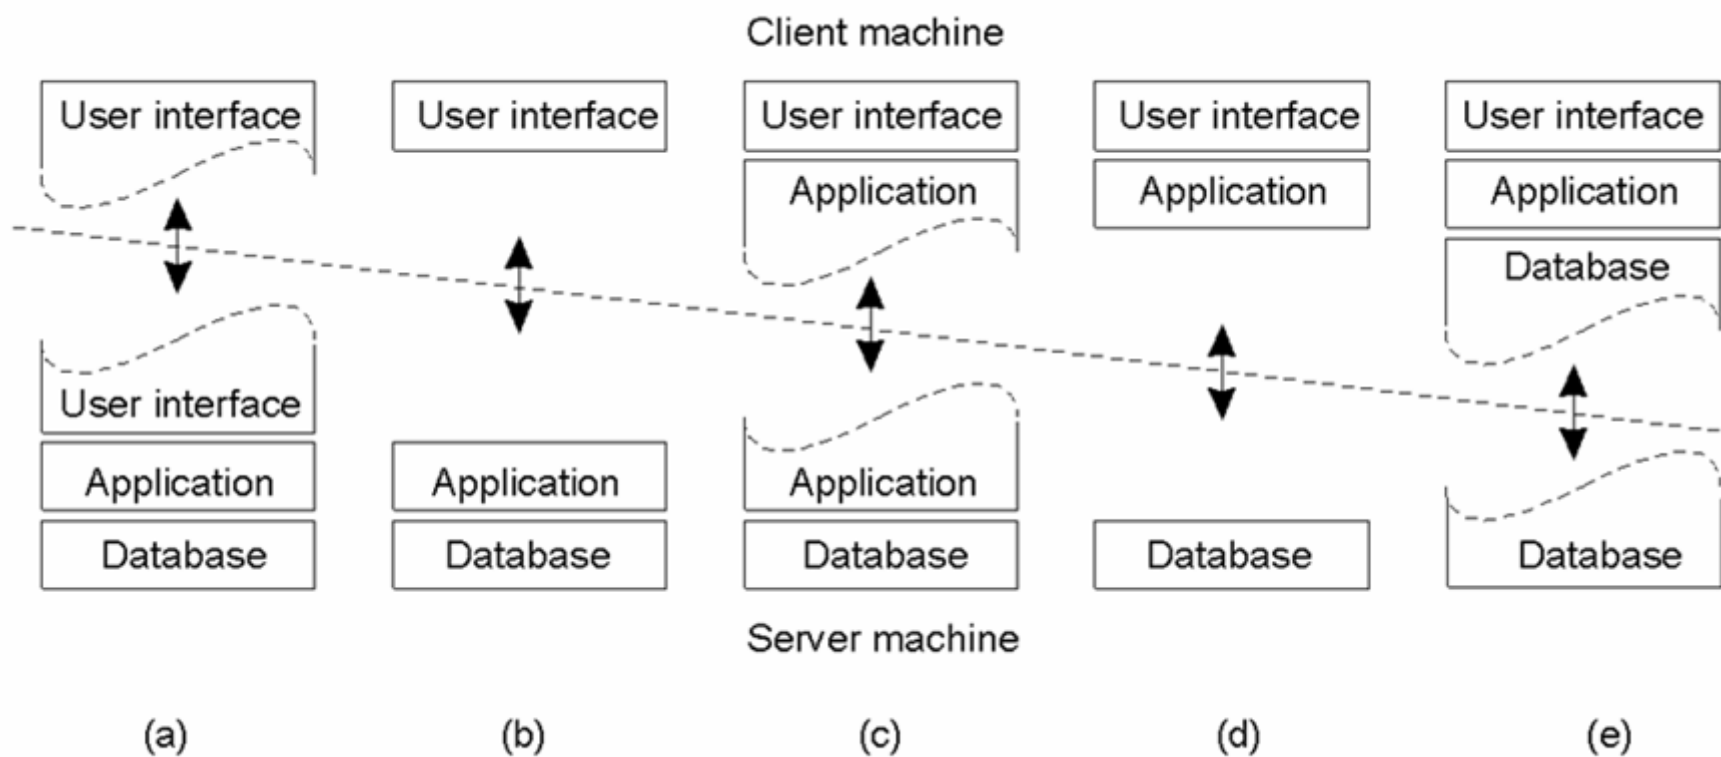 Client machine
User interface
User interface
User interface
User interface
User interface
Application
Application
Application
Database
User interface
Application
Application
Application
Database
Database
Database
Database
Database
Server machine
(a)
(b)
(c)
(d)
(e)